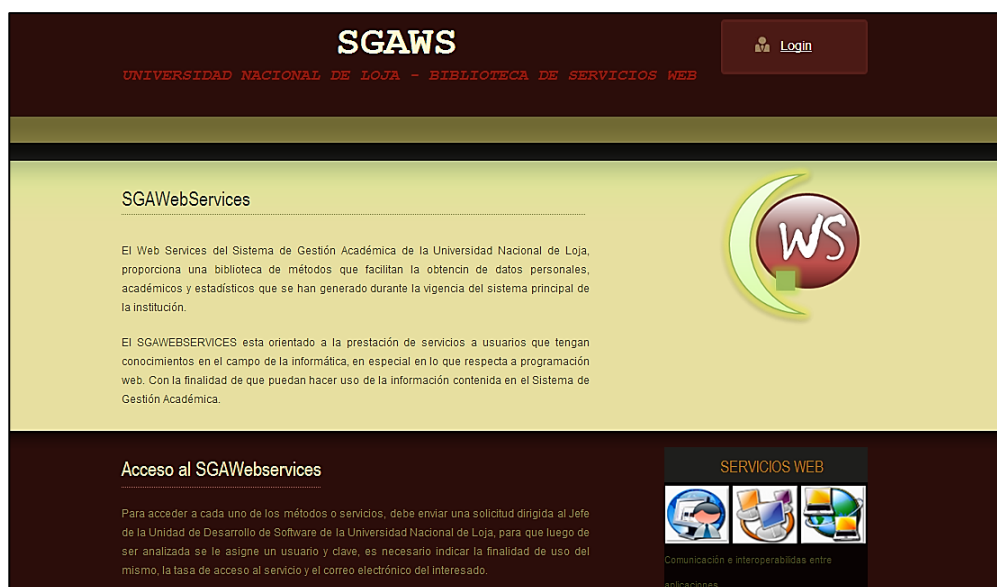 SGAWS
Login
UNIVERSIDAD NACIONAL DE LOJA - BIBLIOTECA DE SERVICIOS WEB
SGAWebServices
WS
El Web Services del Sistema de Gestión Académica de la Universidad Nacional de Loja,
proporciona una biblioteca de métodos que facilitan la obtencin de datos personales,
académicos y estadísticos que se han generado durante la vigencia del sistema principal de
la institución.
El SGAWEBSERVICES esta orientado a la prestación de servicios a usuarios que tengan
conocimientos en el campo de la informática, en especial en lo que respecta a programación
web. Con la finalidad de que puedan hacer uso de la información contenida en el Sistema de
Gestión Académica.
Acceso al SGAWebservices
Para acceder a cada uno de los métodos o servicios, debe enviar una solicitud dirigida al Jefe
de la Unidad de Desarrollo de Software de la Universidad Nacional de Loja, para que luego de
ser analizada se le asigne un usuario y clave, es necesario indicar la finalidad de uso del
mismo, la tasa de acceso al servicio y el correo electrónico del interesado.
SERVICIOS WEB
Comunicación e interoperabilidas entre
aplicaciones